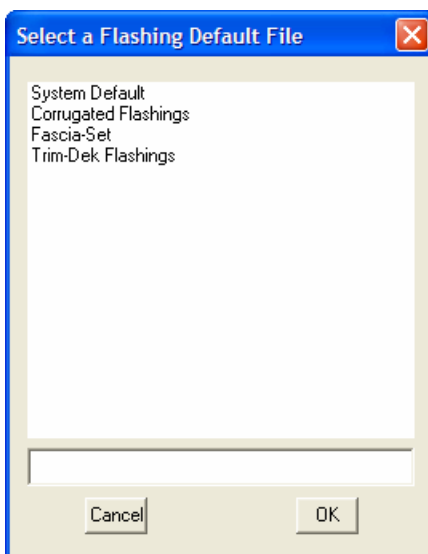 Select a Flashing Default File
System Default
Corrugated Flashings
Fascia-Set
Trim-Dek Flashings
Cancel
OK